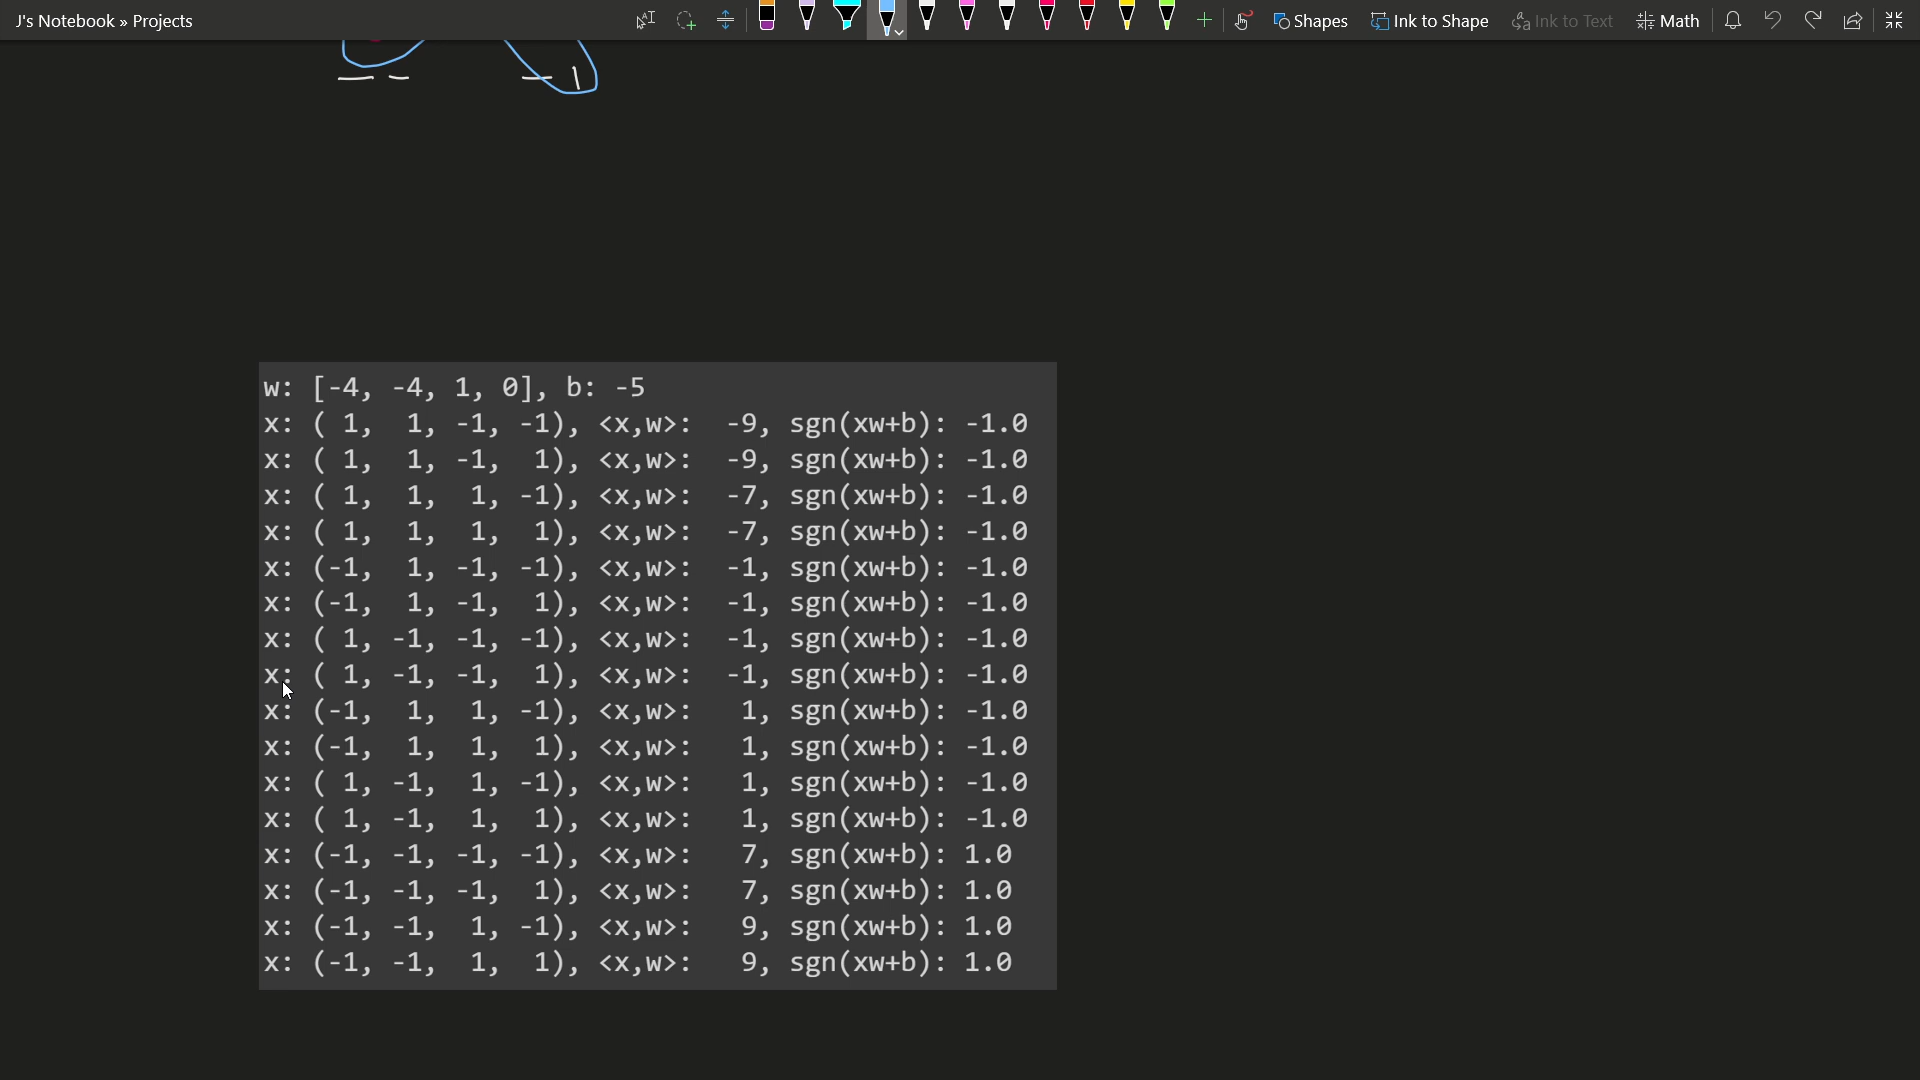 J's Notebook » Projects
Shapes
Ink to Shape
Ink to Text
Math
w: [-4, -4, 1, 0], b: -5
x: ( 1,  1, -1, -1), <x,w>:  -9, sgn(xw+b): -1.0
x: ( 1,  1, -1,  1), <x,w>:  -9, sgn(xw+b): -1.0
x: ( 1,  1,  1, -1), <x,w>:  -7, sgn(xw+b): -1.0
x: ( 1,  1,  1,  1), <x,w>:  -7, sgn(xw+b): -1.0
x: (-1,  1, -1, -1), <x,w>:  -1, sgn(xw+b): -1.0
x: (-1,  1, -1,  1), <x,w>:  -1, sgn(xw+b): -1.0
x: ( 1, -1, -1, -1), <x,w>:  -1, sgn(xw+b): -1.0
x: ( 1, -1, -1,  1), <x,w>:  -1, sgn(xw+b): -1.0
x: (-1,  1,  1, -1), <x,w>:   1, sgn(xw+b): -1.0
x: (-1,  1,  1,  1), <x,w>:   1, sgn(xw+b): -1.0
x: ( 1, -1,  1, -1), <x,w>:   1, sgn(xw+b): -1.0
x: ( 1, -1,  1,  1), <x,w>:   1, sgn(xw+b): -1.0
x: (-1, -1, -1, -1), <x,w>:   7, sgn(xw+b): 1.0
x: (-1, -1, -1,  1), <x,w>:   7, sgn(xw+b): 1.0
x: (-1, -1,  1, -1), <x,w>:   9, sgn(xw+b): 1.0
x: (-1, -1,  1,  1), <x,w>:   9, sgn(xw+b): 1.0